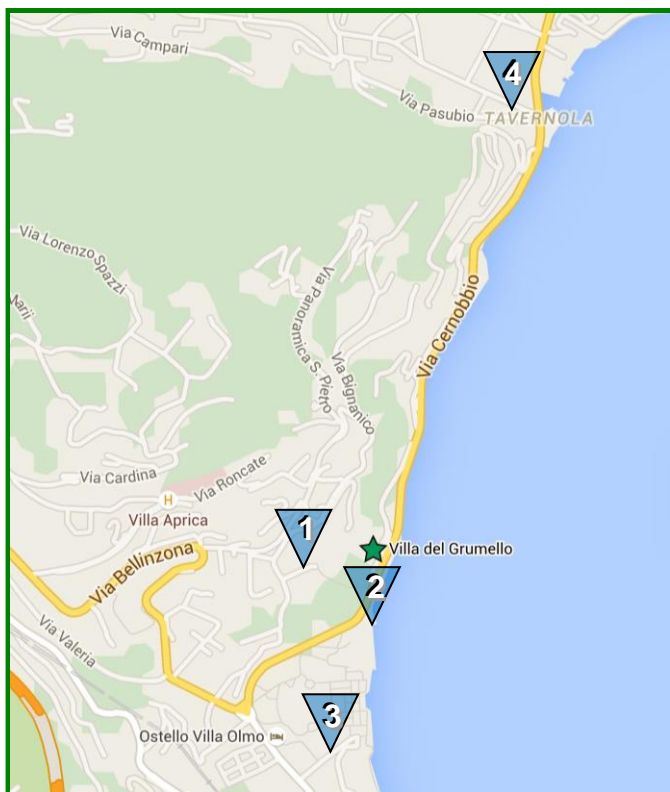 Via Campari
4
Via Pasubio
TAVERNOLA
Via Lorenzo Spazzi
Narii
Via Panoramica S. Pietro
Via Cernobbio
Via Bignanico
Via Cardina
Via Roncate
H
Villa Aprica
1
Villa del Grumello
Via Bellinzona
2
Via Valeria
3
Ostello Villa Olmo